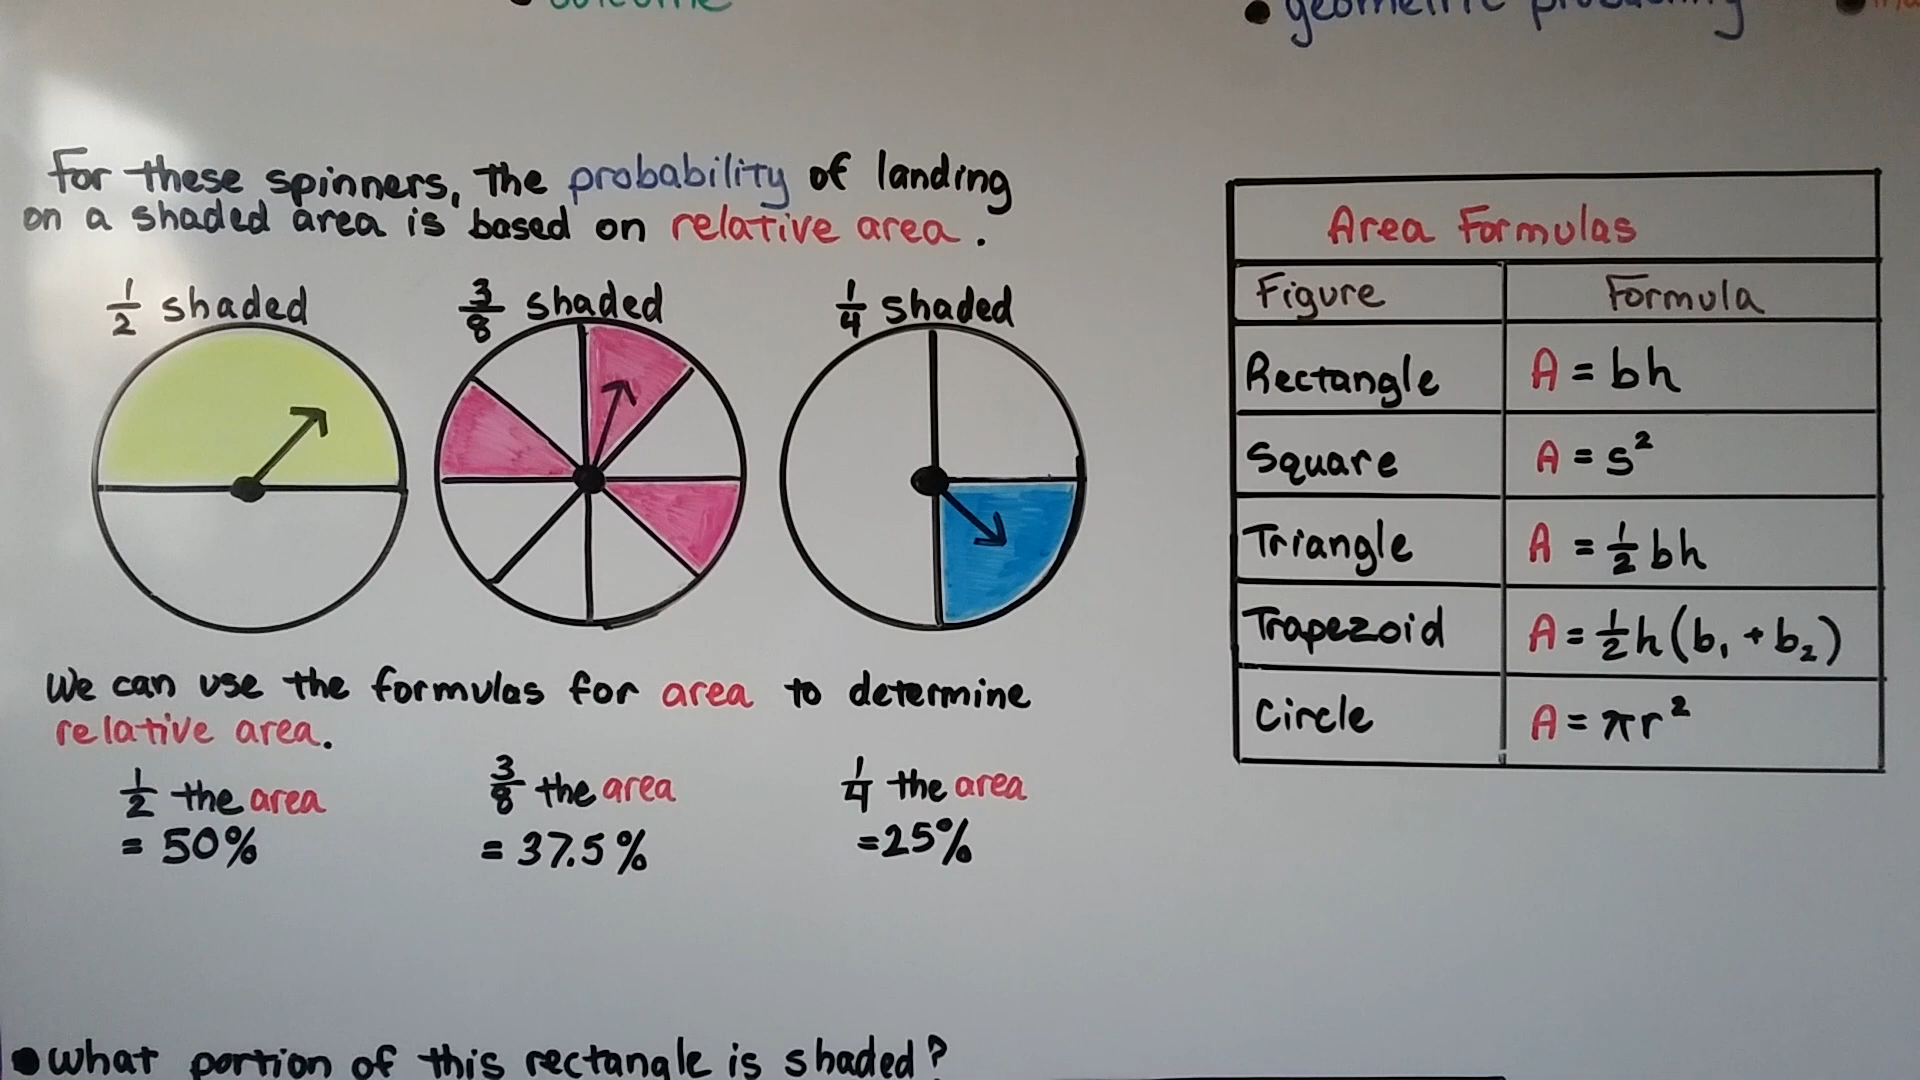 • outcome
• geometric probability
For these spinners, the probability of landing
on a shaded area is based on relative area.
1/2 shaded
3/8 shaded
1/4 shaded
We can use the formulas for area to determine
relative area.
1/2 the area
= 50%
3/8 the area
= 37.5%
1/4 the area
=25%
Area Formulas
Figure Formula
Rectangle A = bh
Square A = s²
Triangle A = 1/2 bh
Trapezoid A = 1/2 h(b₁ + b₂)
Circle A = πr²
• What portion of this rectangle is shaded?